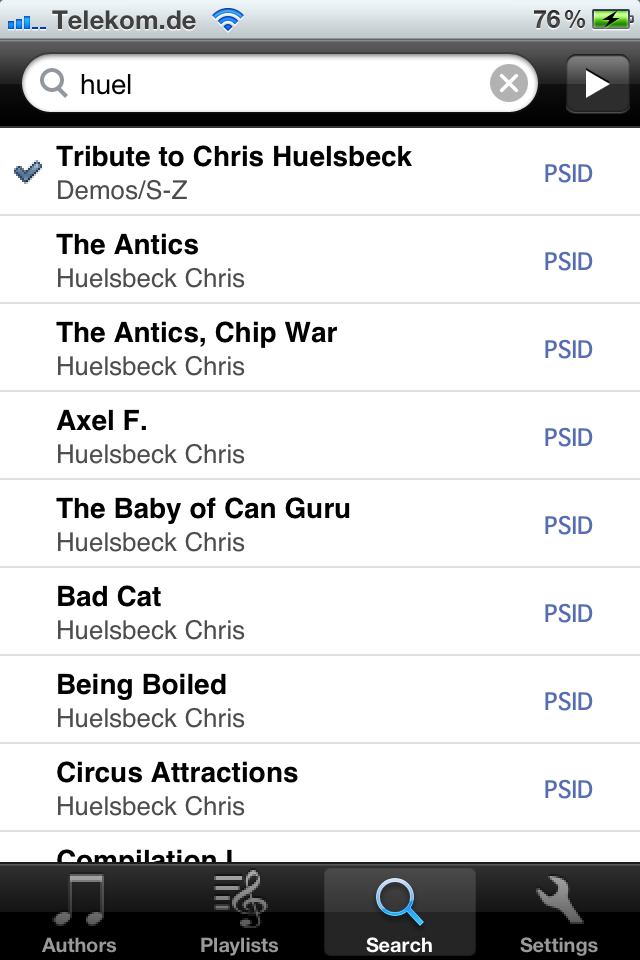 Telekom.de 76 %
huel
Tribute to Chris Huelsbeck
Demos/S-Z
PSID
The Antics
Huelsbeck Chris
PSID
The Antics, Chip War
Huelsbeck Chris
PSID
Axel F.
Huelsbeck Chris
PSID
The Baby of Can Guru
Huelsbeck Chris
PSID
Bad Cat
Huelsbeck Chris
PSID
Being Boiled
Huelsbeck Chris
PSID
Circus Attractions
Huelsbeck Chris
PSID
Compilation I
Authors Playlists Search Settings